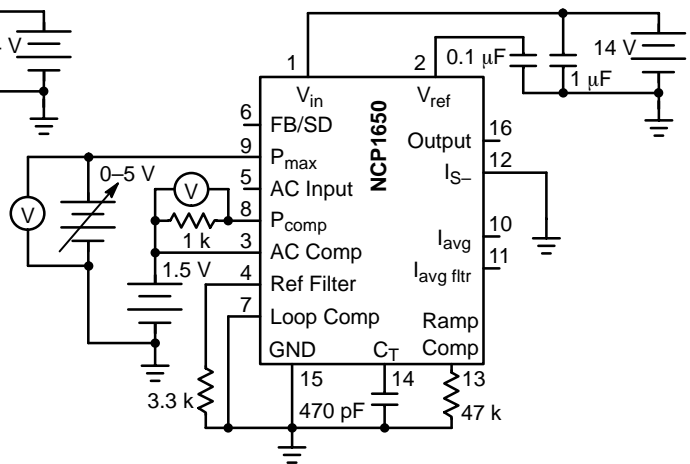 V
14 V
1
2
0.1 μF
1 μF
Vin
Vref
NCP1650
6
FB/SD
Output
16
9
Pmax
12
IS–
0–5 V
5
AC Input
V
V
8
Pcomp
1 k
Iavg
10
3
AC Comp
Iavg fltr
11
1.5 V
4
Ref Filter
7
Loop Comp
Ramp
Comp
GND
CT
15
14
13
3.3 k
470 pF
47 k